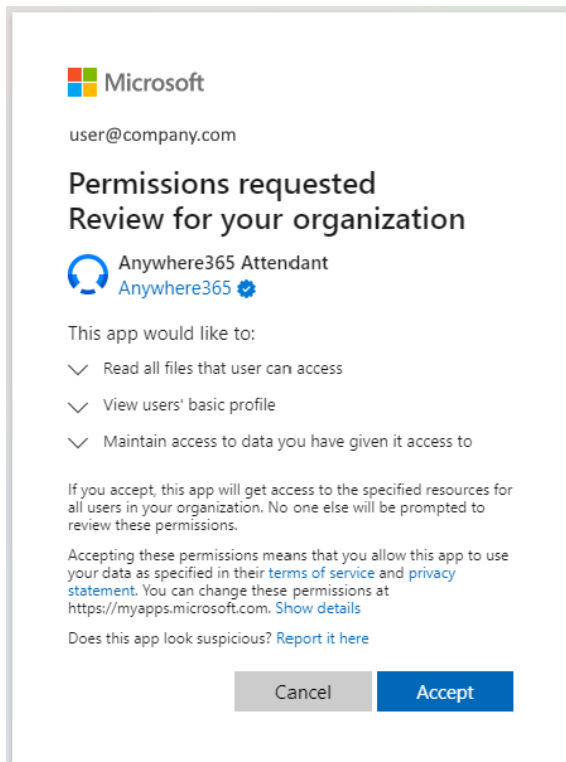 Microsoft
user@company.com
Permissions requested
Review for your organization
Anywhere365 Attendant
Anywhere365
This app would like to:
Read all files that user can access
View users' basic profile
Maintain access to data you have given it access to
If you accept, this app will get access to the specified resources for
all users in your organization. No one else will be prompted to
review these permissions.
Accepting these permissions means that you allow this app to use
your data as specified in their terms of service and privacy
statement. You can change these permissions at
https://myapps.microsoft.com. Show details
Does this app look suspicious? Report it here
Cancel
Accept